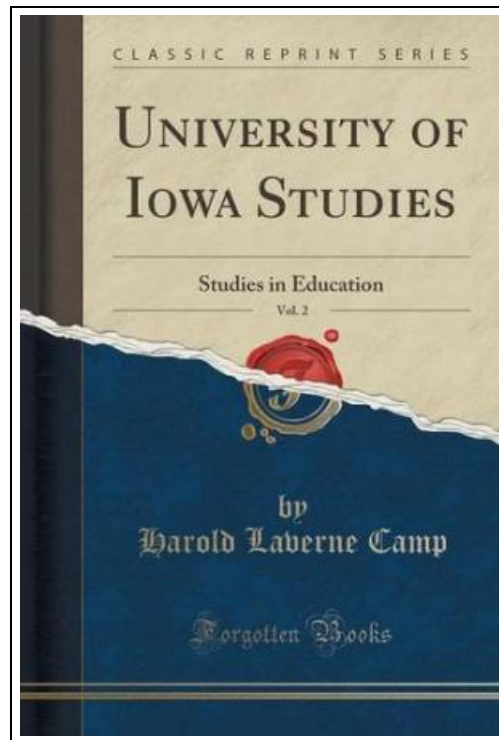 CLASSIC REPRINT SERIES
UNIVERSITY OF
IOWA STUDIES
Studies in Education
Vol. 2
by
Harold Laverne Camp
Forgotten Books